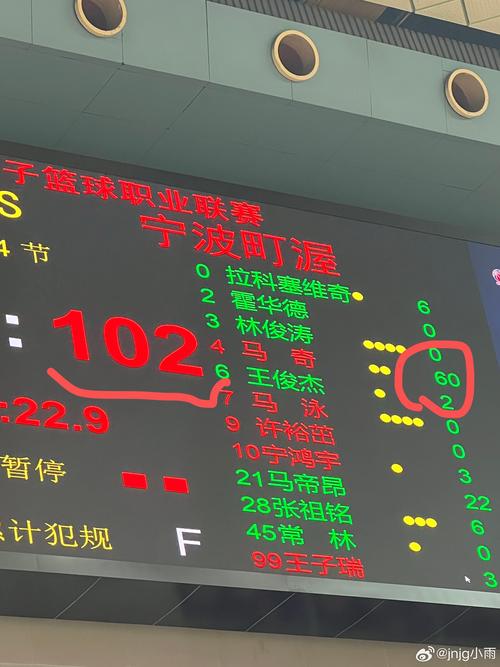 子篮球职业联赛
S 宁波町渥
4 节
0 拉科塞维奇 6
2 霍华德 0
3 林俊涛 0
: 102 4 马 奇 60
6 王俊杰 2
:22.9 7 马 泳 0
9 许裕茁 0
暂停 10宁鸿宇 3
21马帝昂 22
28张祖铭 6
计犯规 F 45常 林 0
99王子瑞 3
@jnjg小雨